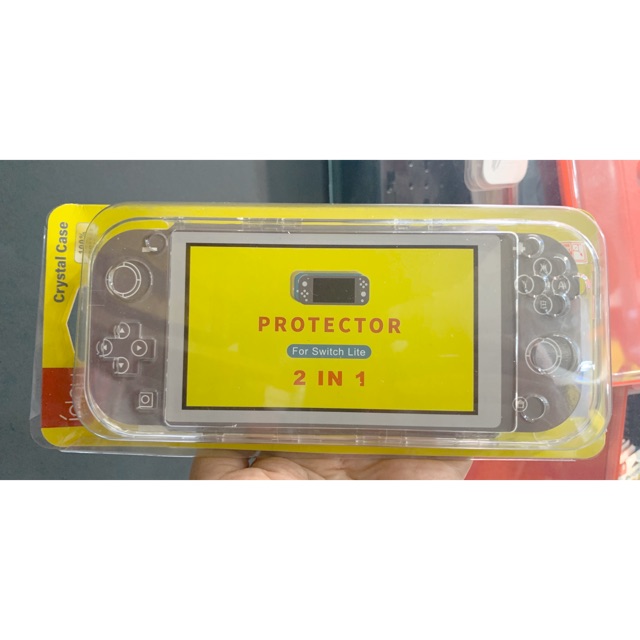 Crystal Case
PROTECTOR
For Switch Lite
2 IN 1